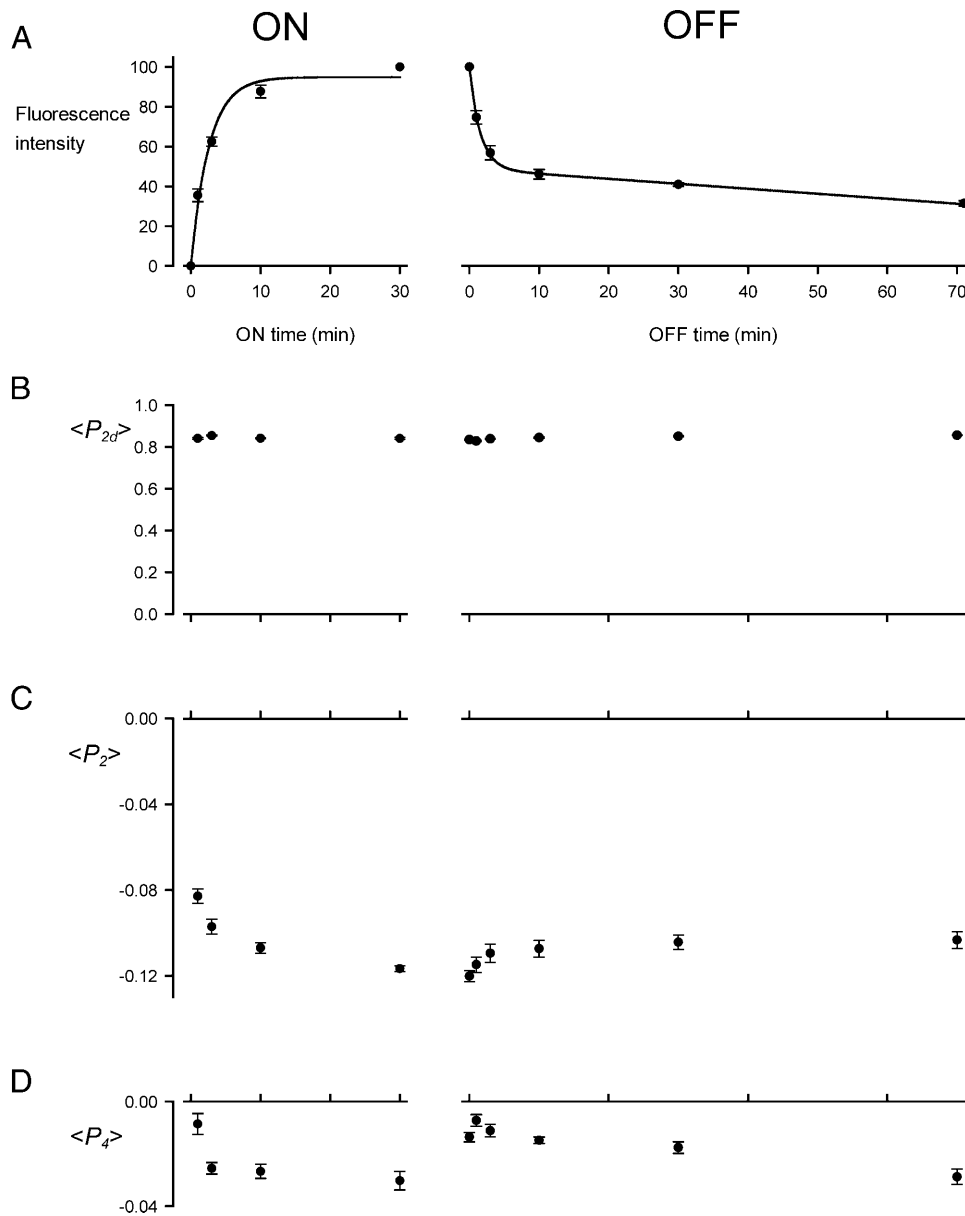 ON
OFF
A
Fluorescence
intensity
100
80
60
40
20
0
0 10 20 30
0 10 20 30 40 50 60 70
ON time (min)
OFF time (min)
B
<P2d>
1.0
0.8
0.6
0.4
0.2
0.0
C
<P2>
0.00
-0.04
-0.08
-0.12
D
<P4>
0.00
-0.04